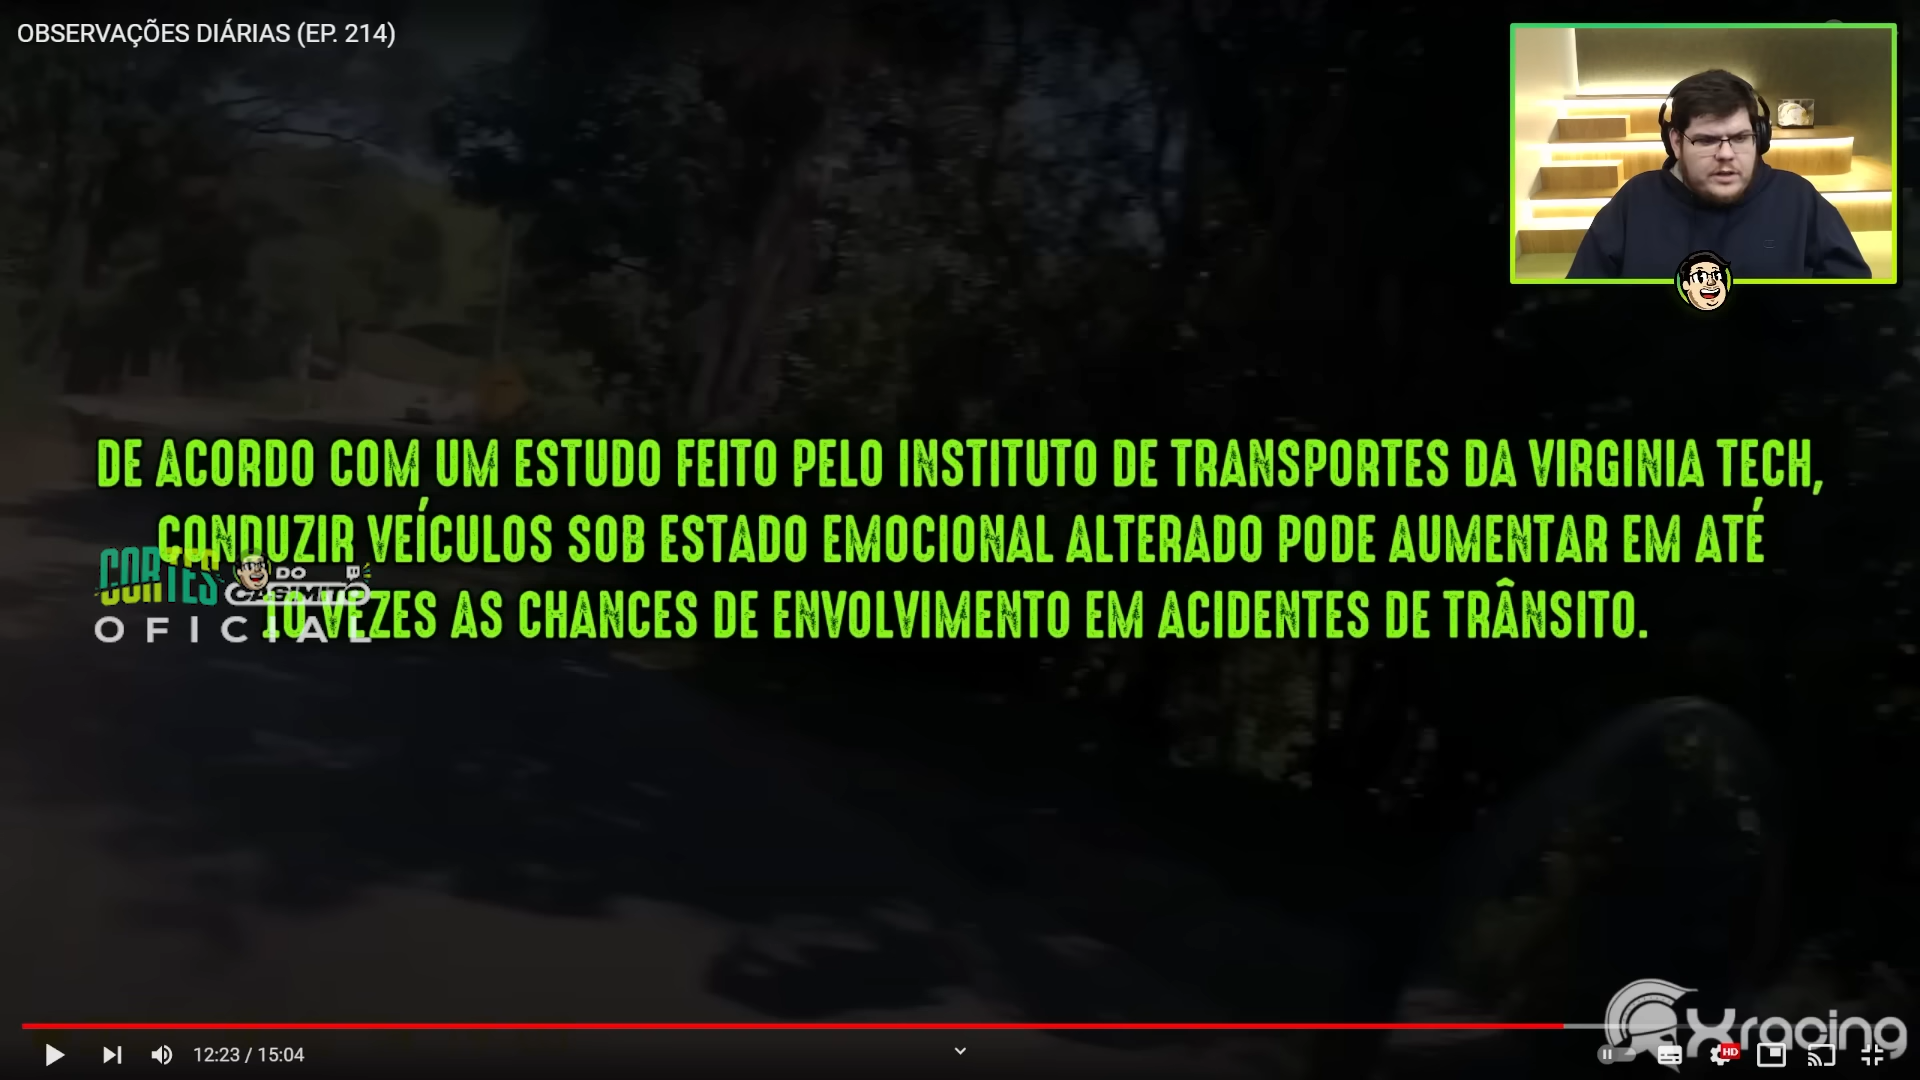 OBSERVAÇÕES DIÁRIAS (EP. 214)
DE ACORDO COM UM ESTUDO FEITO PELO INSTITUTO DE TRANSPORTES DA VIRGINIA TECH,
CONDUZIR VEÍCULOS SOB ESTADO EMOCIONAL ALTERADO PODE AUMENTAR EM ATÉ
10 VEZES AS CHANCES DE ENVOLVIMENTO EM ACIDENTES DE TRÂNSITO.
CORTES DO
CASIMITO
OFICIAL
Xracing
12:23 / 15:04
HD